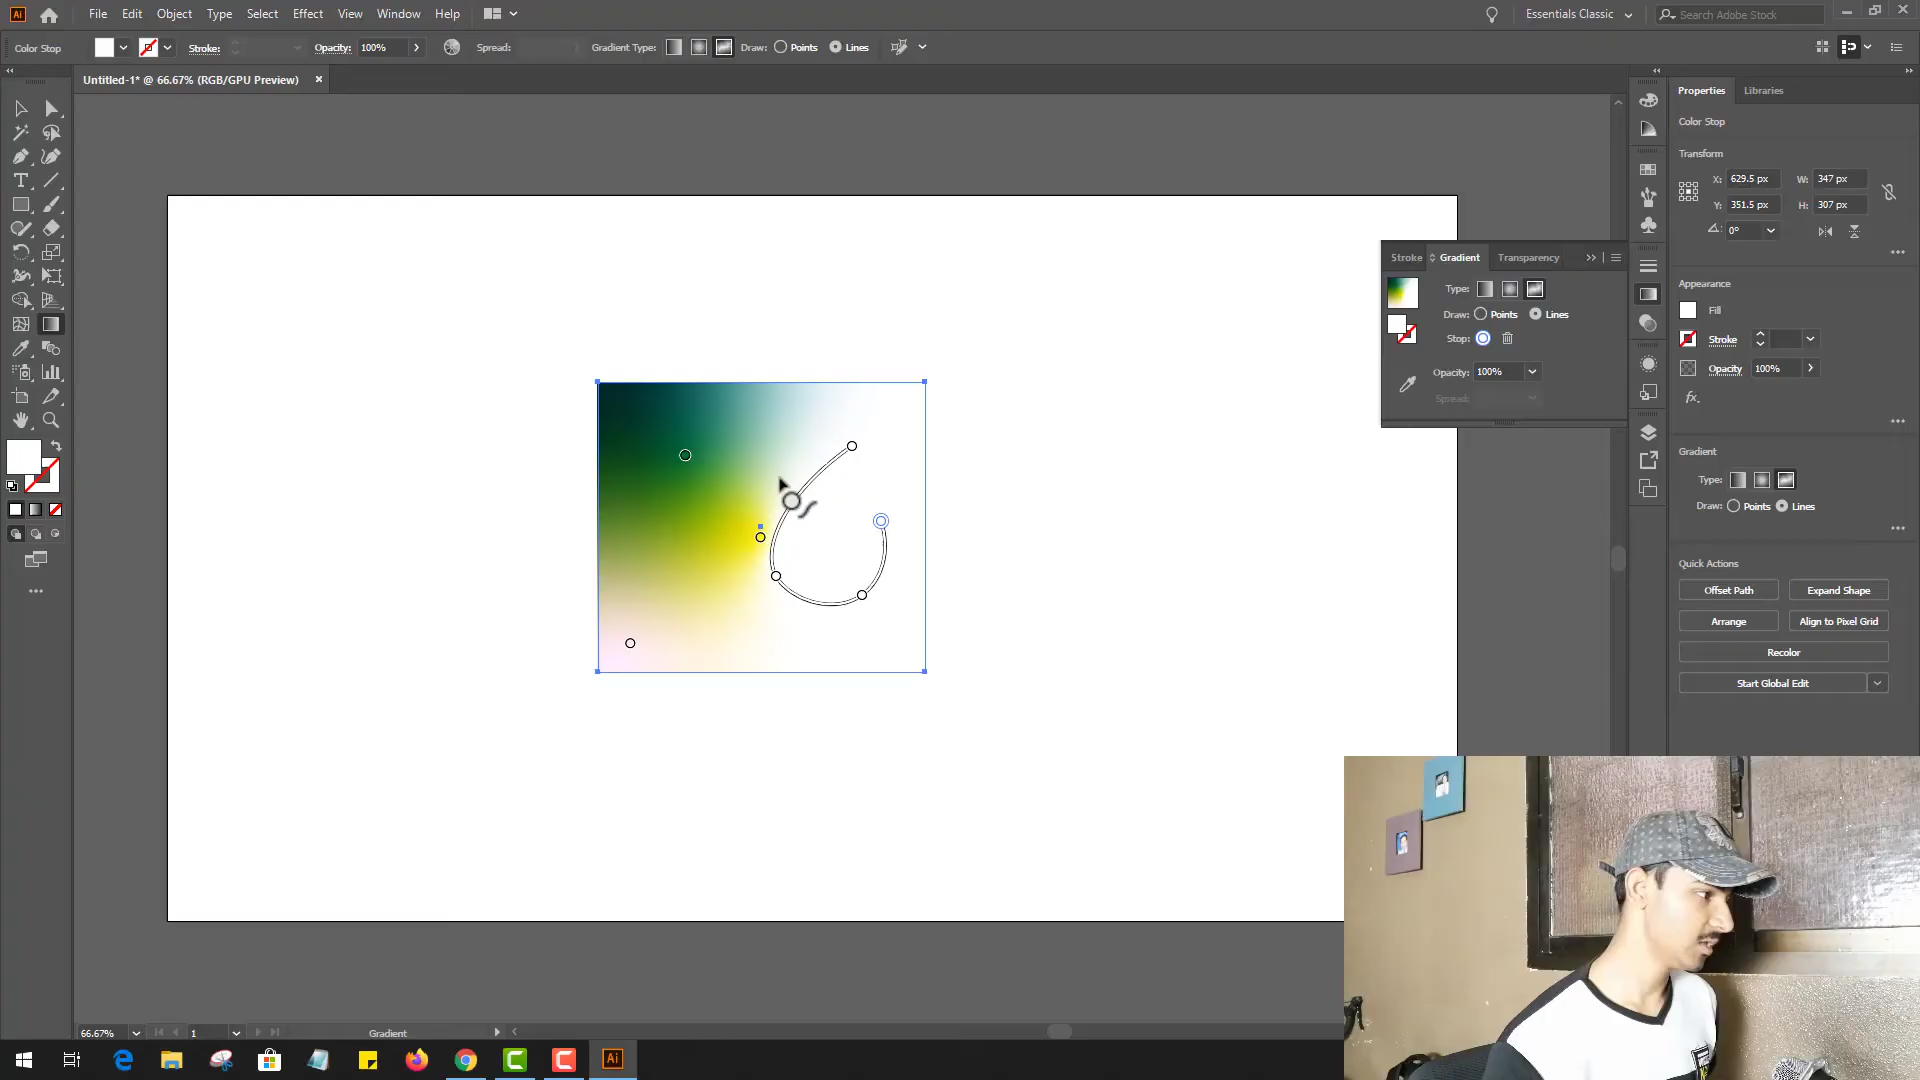 Ai File Edit Object Type Select Effect View Window Help Essentials Classic Search Adobe Stock
Color Stop Stroke: Opacity: 100% Spread: Gradient Type: Draw: Points Lines
Untitled-1* @ 66.67% (RGB/GPU Preview)
Properties Libraries
Color Stop
Transform
X: 629.5 px W: 347 px
Y: 351.5 px H: 307 px
0°
Stroke Gradient Transparency
Type:
Draw: Points Lines
Stop:
Opacity: 100%
Spread:
Appearance
Fill
Stroke
Opacity 100%
fx.
Gradient
Type:
Draw: Points Lines
Quick Actions
Offset Path Expand Shape
Arrange Align to Pixel Grid
Recolor
Start Global Edit
66.67% 1 Gradient
Ai